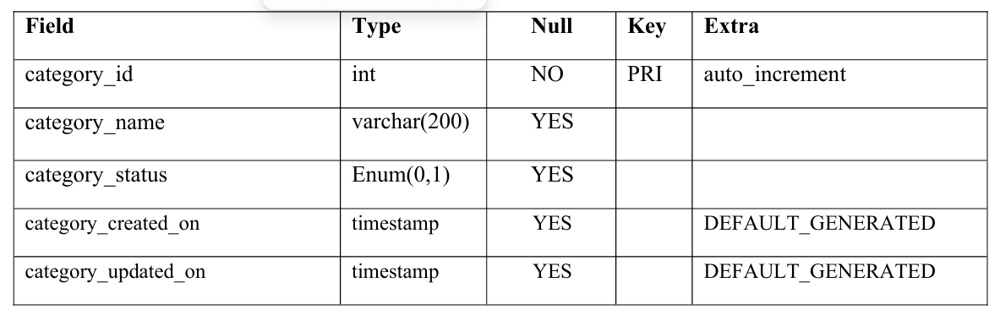 Field Type Null Key Extra
category_id int NO PRI auto_increment
category_name varchar(200) YES
category_status Enum(0,1) YES
category_created_on timestamp YES DEFAULT_GENERATED
category_updated_on timestamp YES DEFAULT_GENERATED